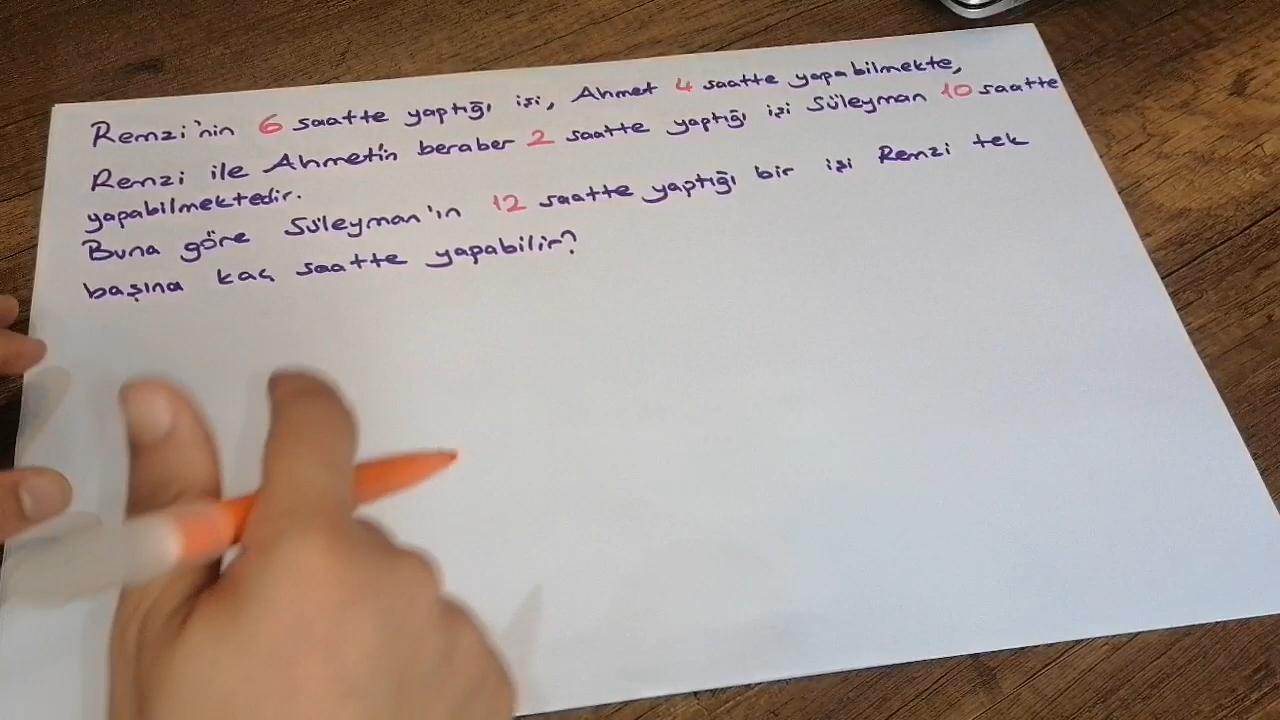 Remzi'nin 6 saatte yaptığı işi, Ahmet 4 saatte yapabilmekte,
Remzi ile Ahmet'in beraber 2 saatte yaptığı işi Süleyman 10 saatte
yapabilmektedir.
Buna göre Süleyman'ın 12 saatte yaptığı bir işi Remzi tek
başına kaç saatte yapabilir?